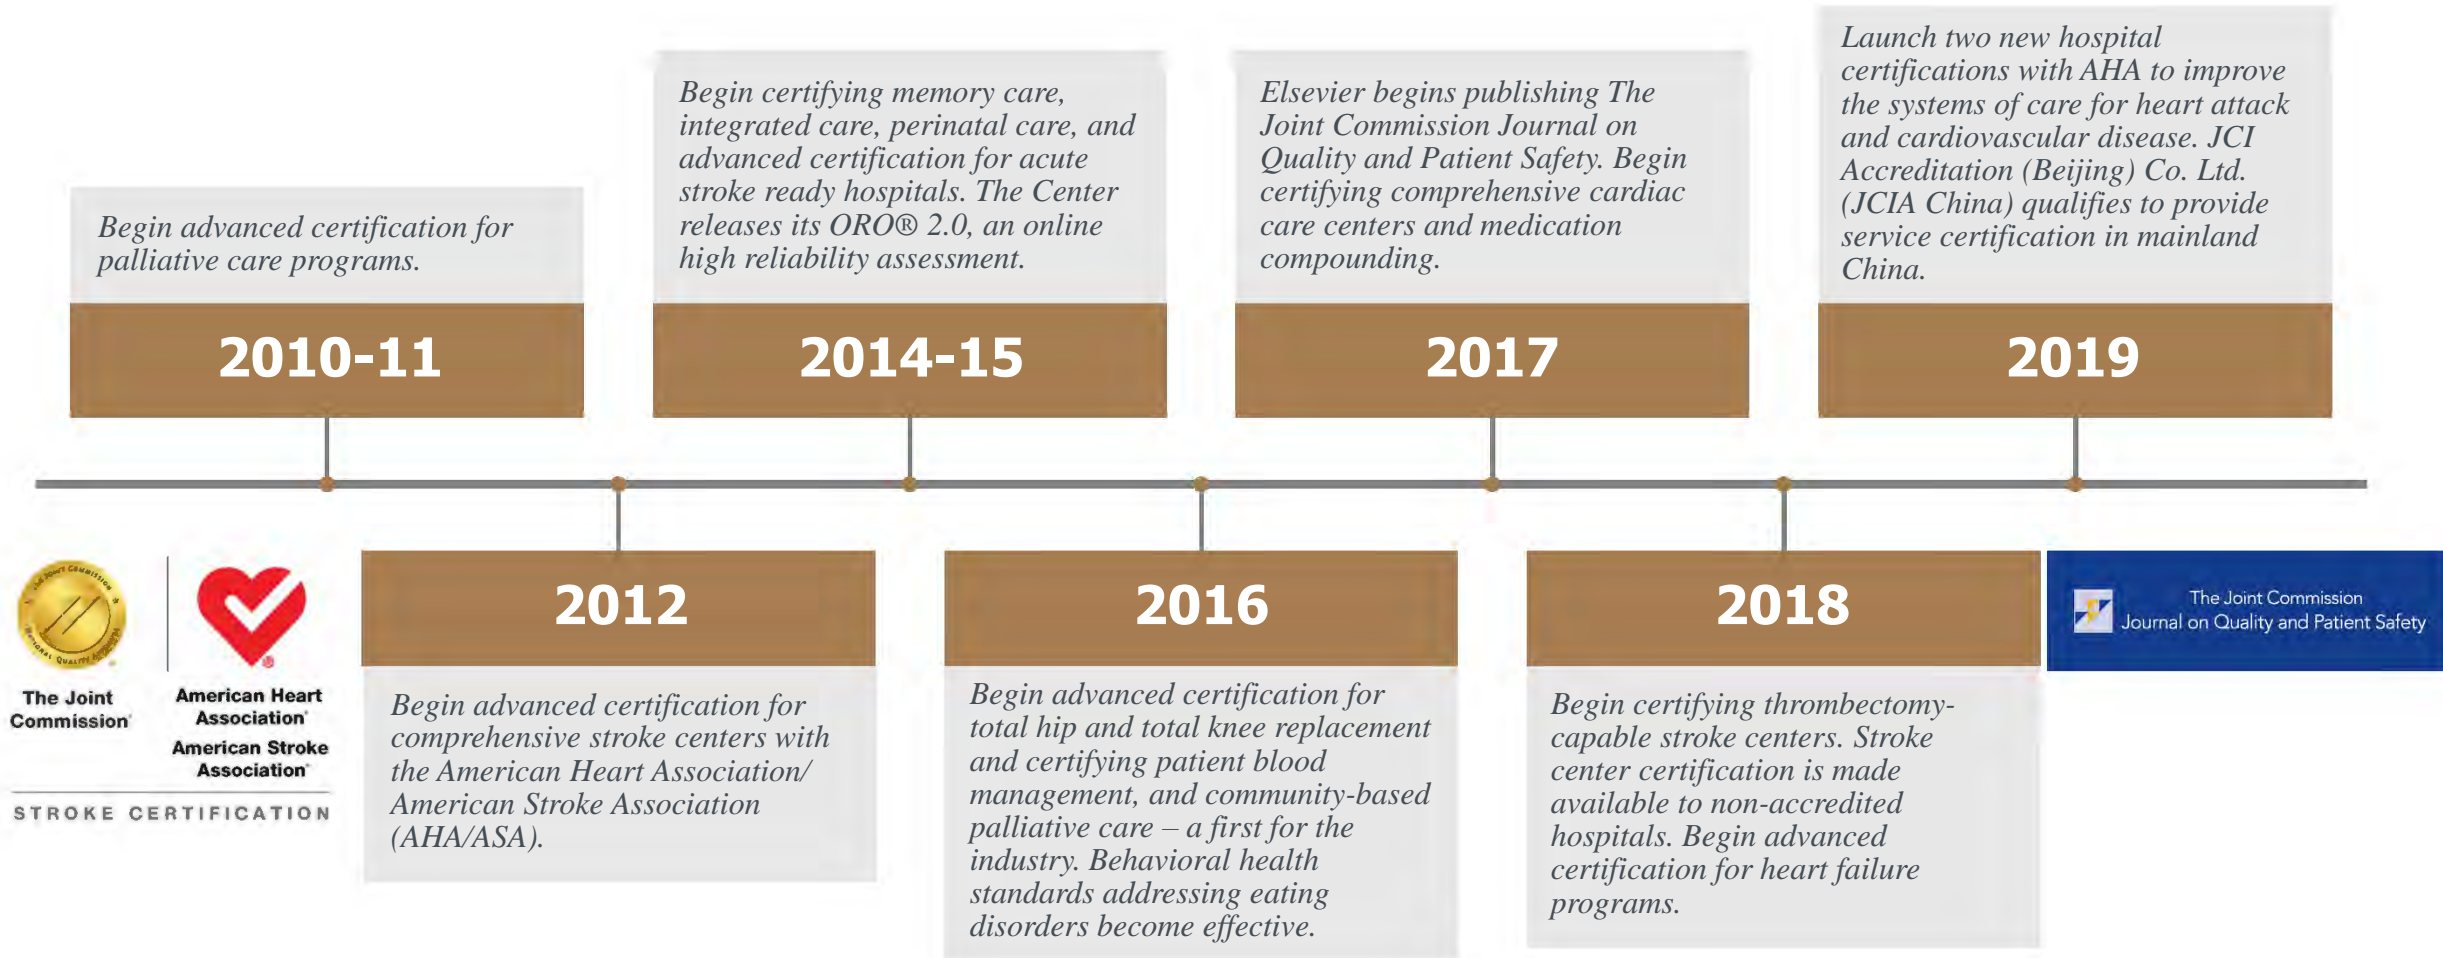 Begin advanced certification for
palliative care programs.
2010-11
Begin certifying memory care,
integrated care, perinatal care, and
advanced certification for acute
stroke ready hospitals. The Center
releases its ORO® 2.0, an online
high reliability assessment.
2014-15
Elsevier begins publishing The
Joint Commission Journal on
Quality and Patient Safety. Begin
certifying comprehensive cardiac
care centers and medication
compounding.
2017
Launch two new hospital
certifications with AHA to improve
the systems of care for heart attack
and cardiovascular disease. JCI
Accreditation (Beijing) Co. Ltd.
(JCIA China) qualifies to provide
service certification in mainland
China.
2019
The Joint
Commission
American Heart
Association
American Stroke
Association
STROKE CERTIFICATION
2012
Begin advanced certification for
comprehensive stroke centers with
the American Heart Association/
American Stroke Association
(AHA/ASA).
2016
Begin advanced certification for
total hip and total knee replacement
and certifying patient blood
management, and community-based
palliative care – a first for the
industry. Behavioral health
standards addressing eating
disorders become effective.
2018
Begin certifying thrombectomy-
capable stroke centers. Stroke
center certification is made
available to non-accredited
hospitals. Begin advanced
certification for heart failure
programs.
The Joint Commission
Journal on Quality and Patient Safety